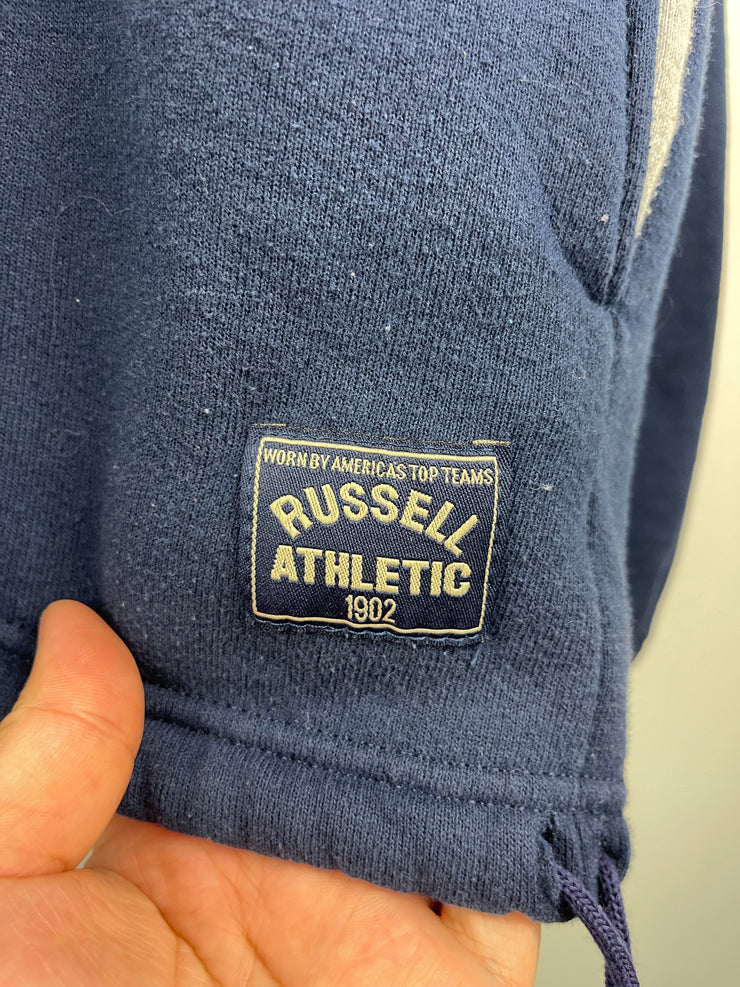 WORN BY AMERICAS TOP TEAMS
RUSSELL
ATHLETIC
1902